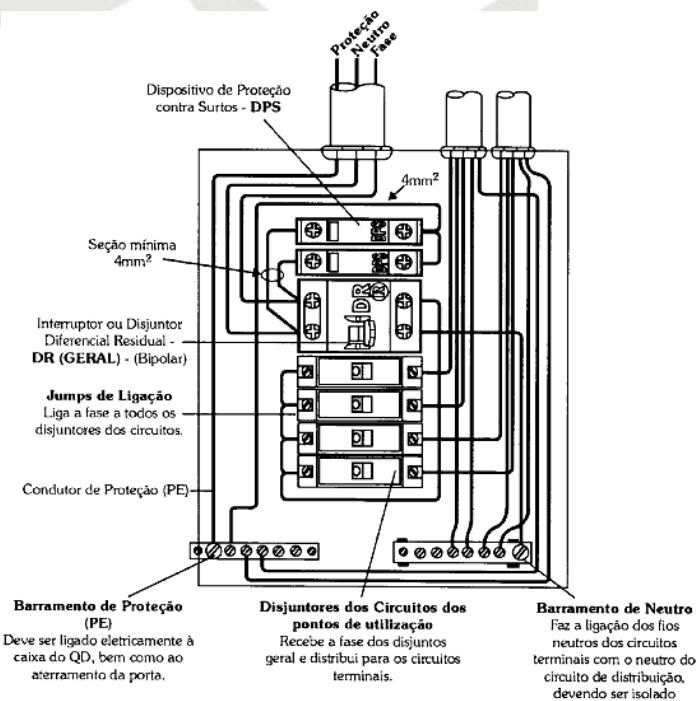 Proteção
Neutro
Fase
Dispositivo de Proteção
contra Surtos - DPS
4mm²
Seção mínima
4mm²
DPS
DPS
DR
Interruptor ou Disjuntor
Diferencial Residual -
DR (GERAL) - (Bipolar)
Jumps de Ligação
Liga a fase a todos os
disjuntores dos circuitos.
Condutor de Proteção (PE)
Barramento de Proteção
(PE)
Deve ser ligado eletricamente à
caixa do QD, bem como ao
aterramento da porta.
Disjuntores dos Circuitos dos
pontos de utilização
Recebe a fase dos disjuntos
geral e distribui para os circuitos
terminais.
Barramento de Neutro
Faz a ligação dos fios
neutros dos circuitos
terminais com o neutro do
circuito de distribuição,
devendo ser isolado